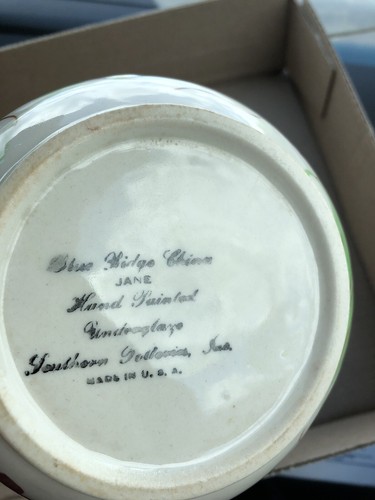 Blue Ridge China
JANE
Hand Painted
Underglaze
Southern Potteries, Inc.
MADE IN U. S. A.